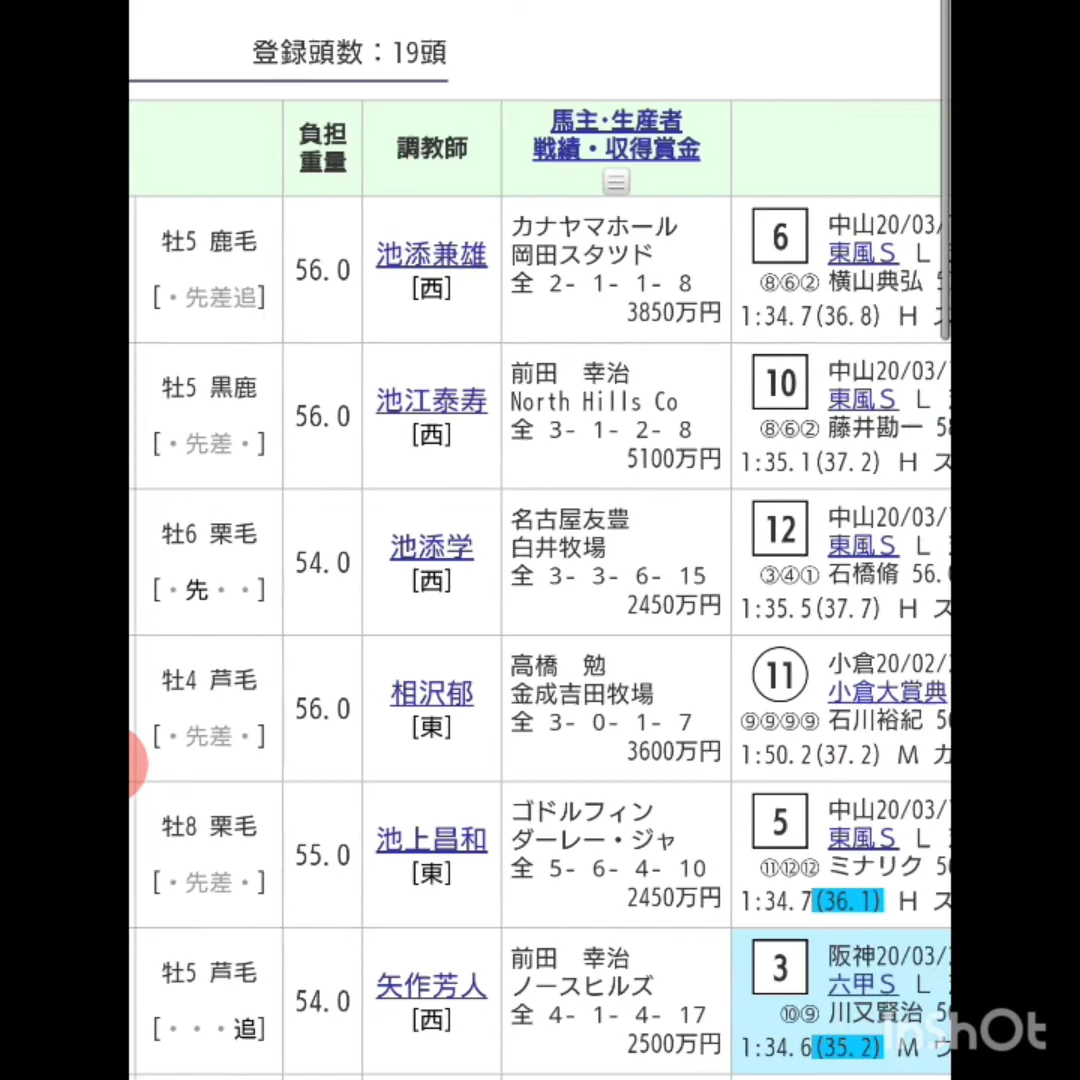 登録頭数：19頭
負担
重量
調教師
馬主・生産者
戦績・収得賞金
牡5 鹿毛
[・先差追]
56.0
池添兼雄
[西]
カナヤマホール
岡田スタツド
全 2- 1- 1- 8
3850万円
6
中山20/03/
東風S L
⑧⑥② 横山典弘
1:34.7(36.8) H ス
牡5 黒鹿
[・先差・]
56.0
池江泰寿
[西]
前田 幸治
North Hills Co
全 3- 1- 2- 8
5100万円
10
中山20/03/
東風S L
⑧⑥② 藤井勘一 58
1:35.1(37.2) H ス
牡6 栗毛
[・先・・]
54.0
池添学
[西]
名古屋友豊
白井牧場
全 3- 3- 6- 15
2450万円
12
中山20/03/
東風S L
③④① 石橋脩 56.0
1:35.5(37.7) H ス
牡4 芦毛
[・先差・]
56.0
相沢郁
[東]
高橋 勉
金成吉田牧場
全 3- 0- 1- 7
3600万円
11
小倉20/02/
小倉大賞典
⑨⑨⑨⑨ 石川裕紀
1:50.2(37.2) M カ
牡8 栗毛
[・先差・]
55.0
池上昌和
[東]
ゴドルフィン
ダーレー・ジャ
全 5- 6- 4- 10
2450万円
5
中山20/03/
東風S L
⑪⑫⑫ ミナリク
1:34.7(36.1) H ス
牡5 芦毛
[・・・追]
54.0
矢作芳人
[西]
前田 幸治
ノースヒルズ
全 4- 1- 4- 17
2500万円
3
阪神20/03/
六甲S L
⑩⑨ 川又賢治
1:34.6(35.2) M ウ
InShOt